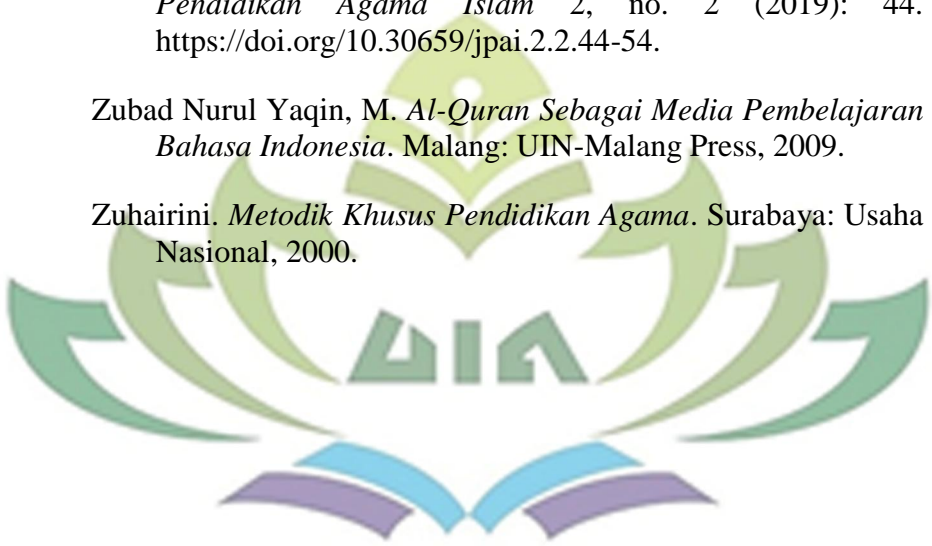 Pendidikan Agama Islam 2, no. 2 (2019): 44.
https://doi.org/10.30659/jpai.2.2.44-54.
Zubad Nurul Yaqin, M. Al-Quran Sebagai Media Pembelajaran
Bahasa Indonesia. Malang: UIN-Malang Press, 2009.
Zuhairini. Metodik Khusus Pendidikan Agama. Surabaya: Usaha
Nasional, 2000.
UIN